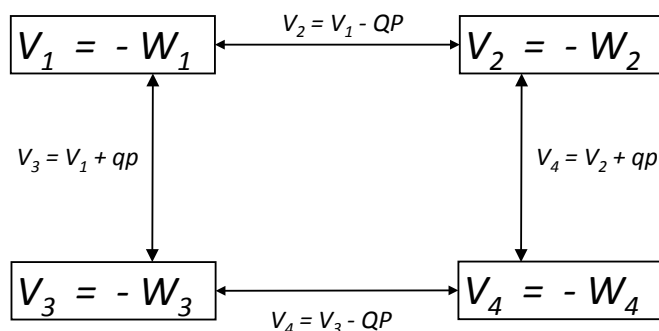 V₂ = V₁ - QP
V₁ = - W₁
V₂ = - W₂
V₃ = V₁ + qp
V₄ = V₂ + qp
V₃ = - W₃
V₄ = - W₄
V₄ = V₃ - QP